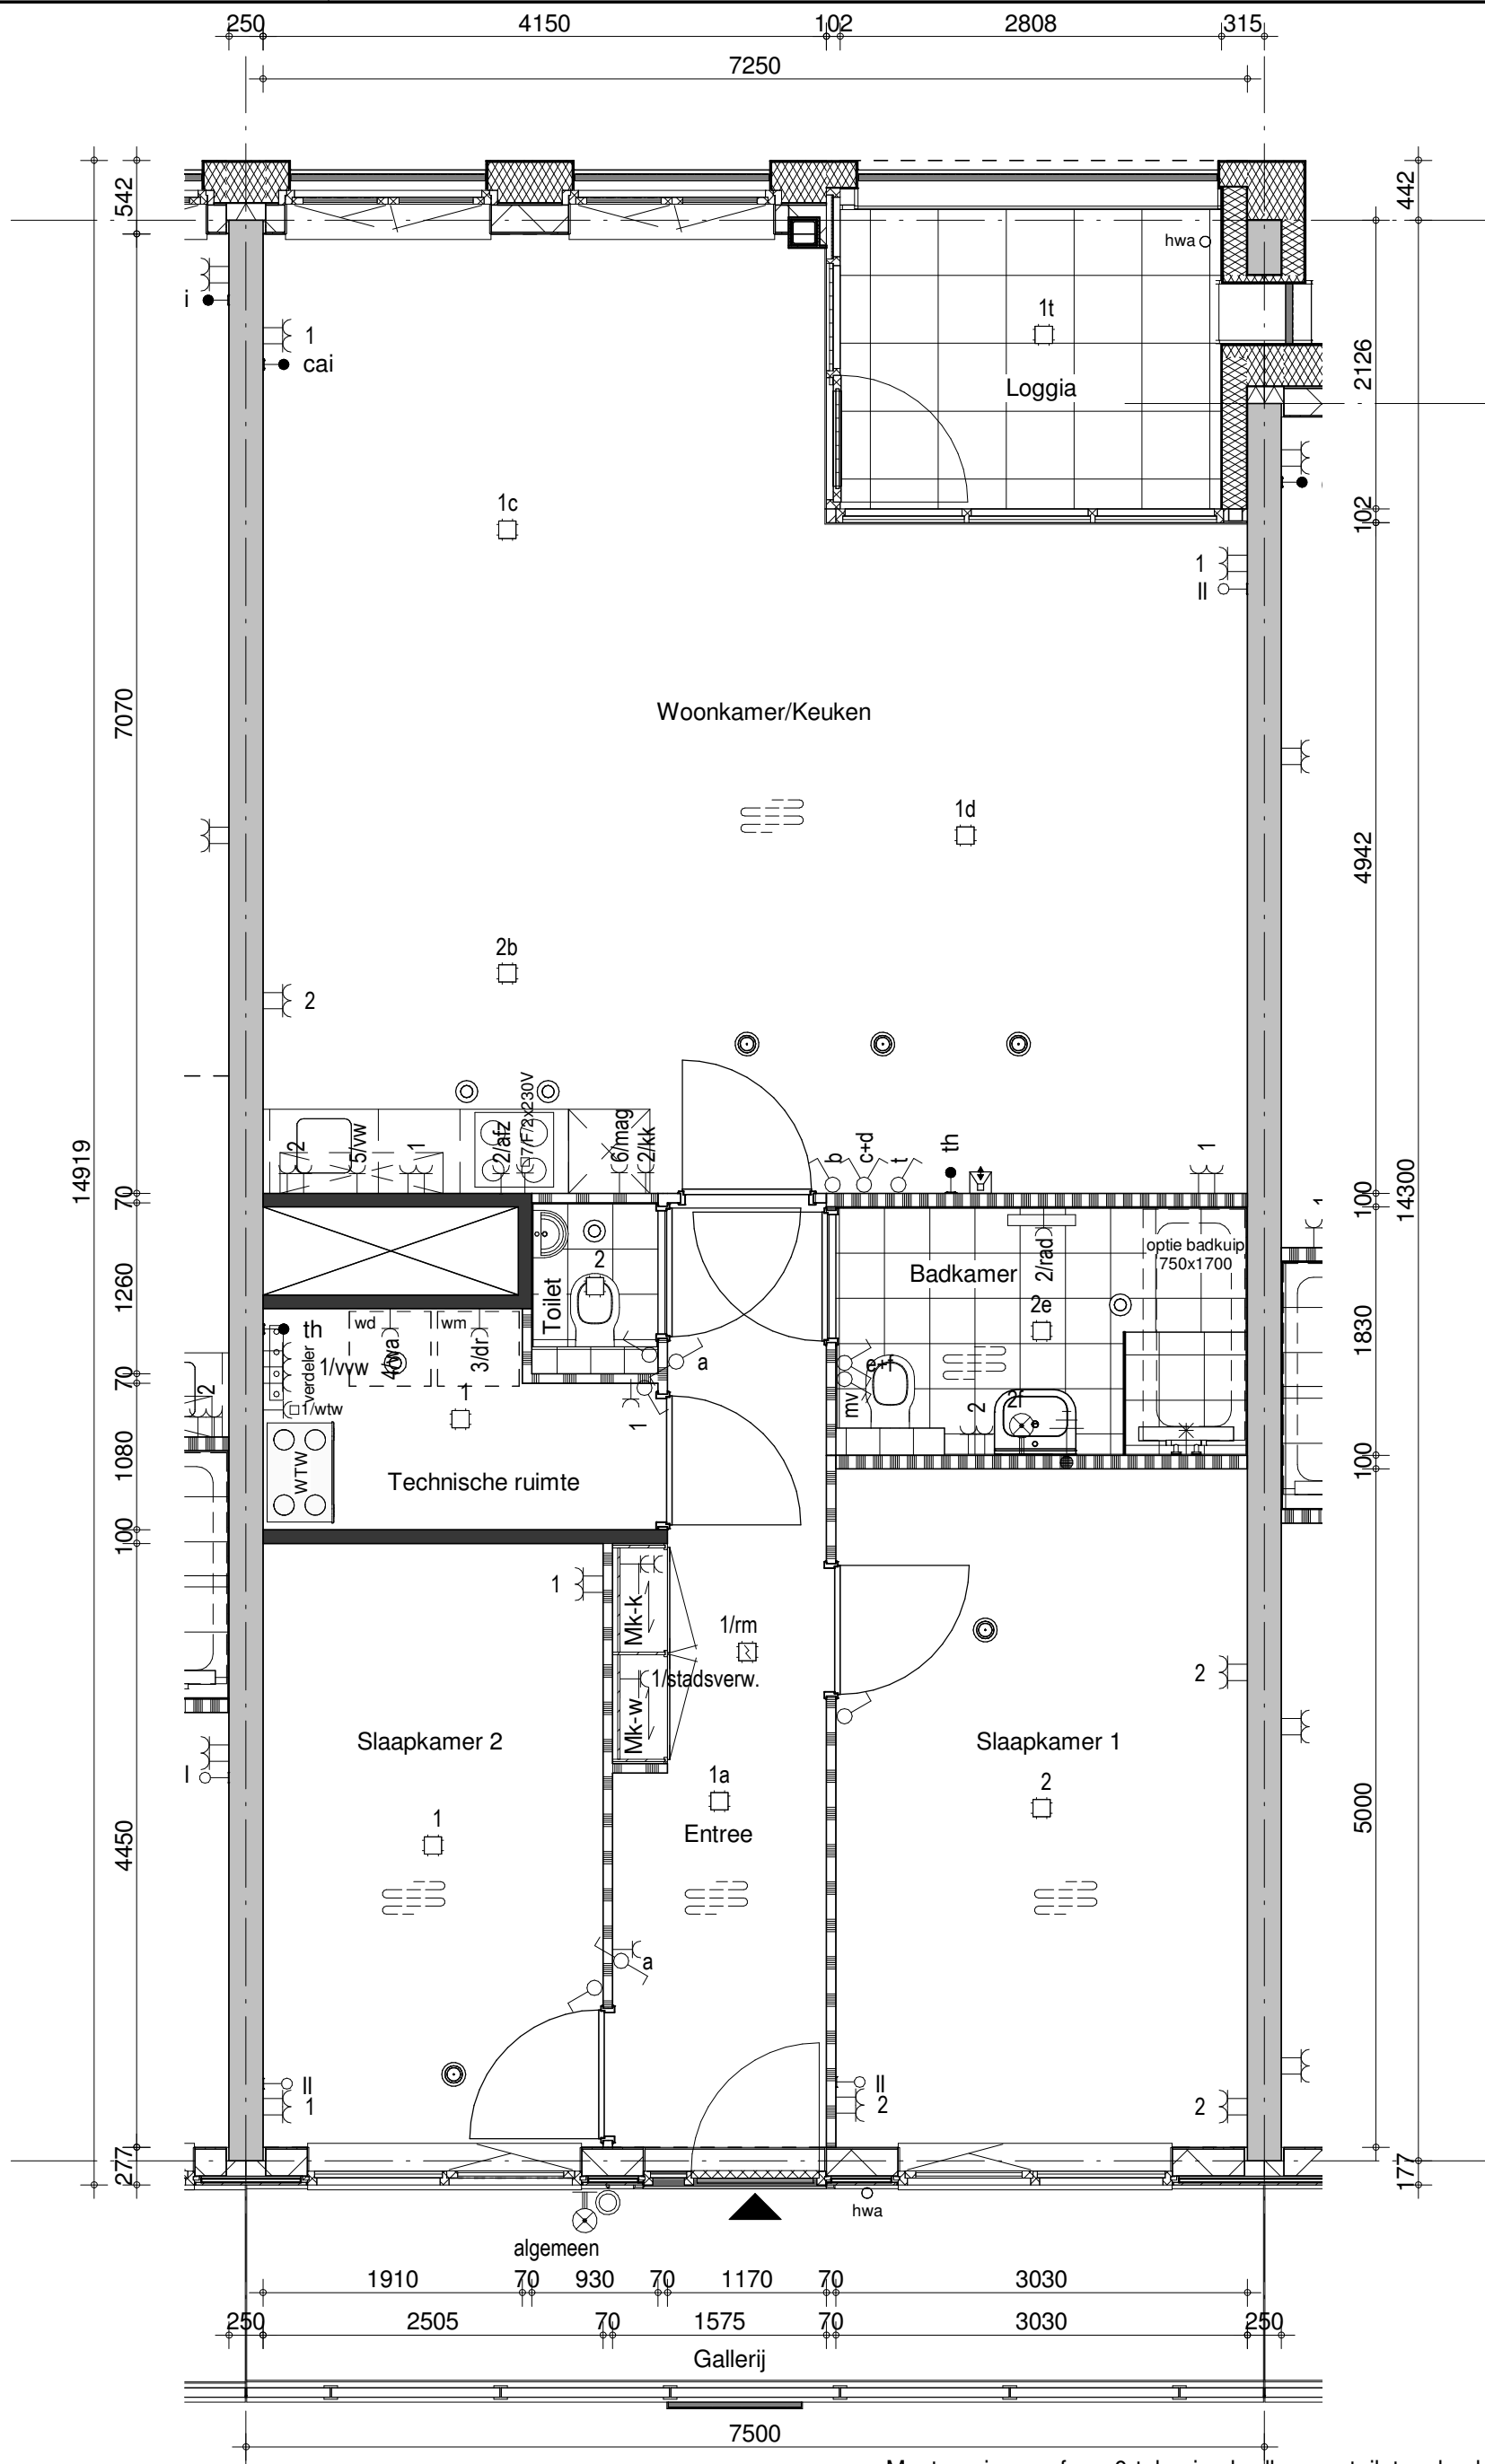 250 4150 102 2808 315
7250
542
442
hwa
i
1
cai
1t
Loggia
2126
102
1c
1
II
7070
Woonkamer/Keuken
1d
4942
2b
2
14919
14300
2
5/vw
1
2/afz
7/F/2x230V
6/mag
2/kk
b
c+d
t
th
1
70
100
1
1260
Toilet
2
Badkamer
2/rad
optie badkuip
750x1700
2e
1830
th
verdeler
1/vvw
wd
4/wa
wm
3/dr
1
1/wtw
a
e+f
mv
2
2f
70
2
1
1080
WTW
Technische ruimte
100
100
1
Mk-k
1/rm
1/stadsverw.
Mk-w
2
Slaapkamer 2
Slaapkamer 1
l
1a
2
1
Entree
4450
5000
a
II
1
II
2
2
277
177
hwa
algemeen
1910 70 930 70 1170 70 3030
250 2505 70 1575 70 3030 250
Gallerij
7500